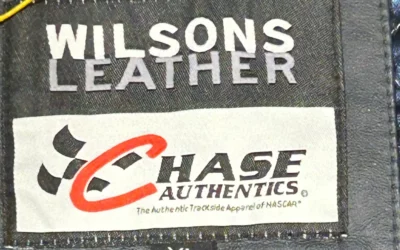 WILSONS
LEATHER
CHASE
AUTHENTICS©
The Authentic Trackside Apparel of NASCAR®